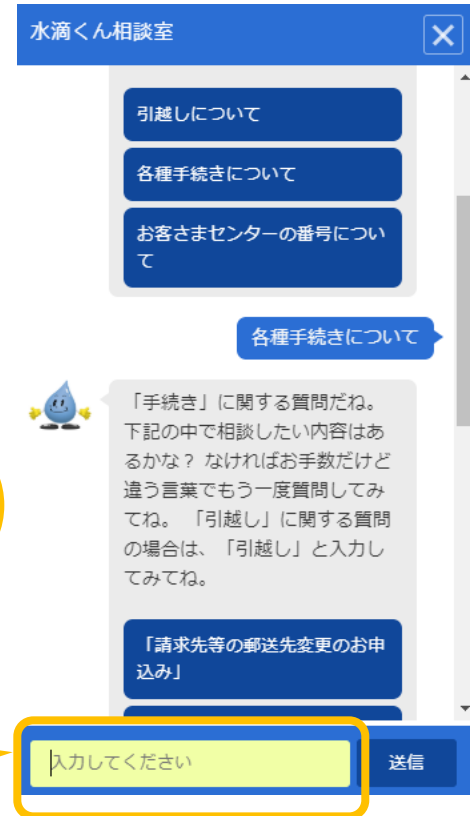 水滴くん相談室
引越しについて
各種手続きについて
お客さまセンターの番号につい
て
各種手続きについて
「手続き」に関する質問だね。
下記の中で相談したい内容はあ
るかな？ なければお手数だけど
違う言葉でもう一度質問してみ
てね。 「引越し」に関する質問
の場合は、「引越し」と入力し
てみてね。
「請求先等の郵送先変更のお申
込み」
入力してください
送信